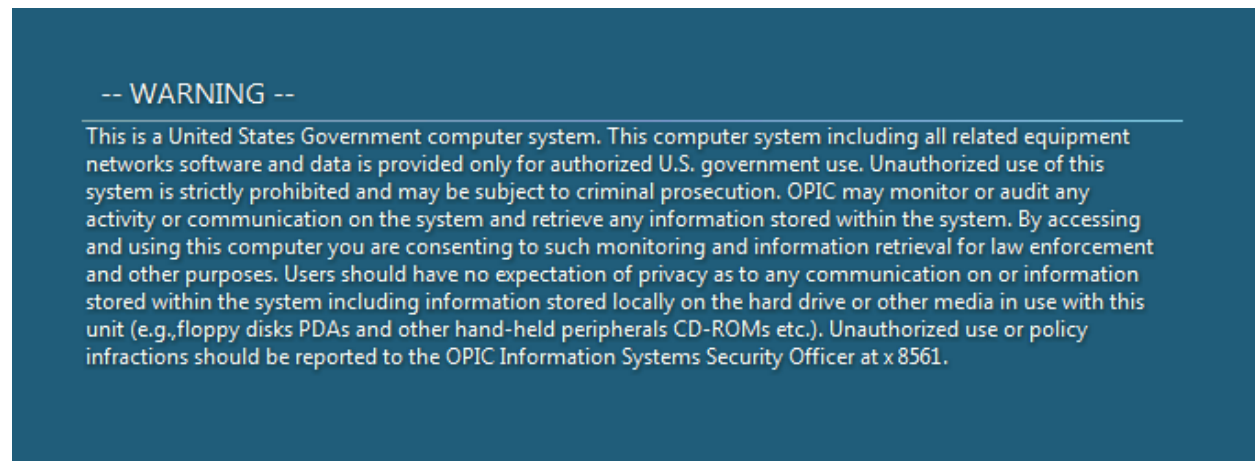 -- WARNING --
This is a United States Government computer system. This computer system including all related equipment
networks software and data is provided only for authorized U.S. government use. Unauthorized use of this
system is strictly prohibited and may be subject to criminal prosecution. OPIC may monitor or audit any
activity or communication on the system and retrieve any information stored within the system. By accessing
and using this computer you are consenting to such monitoring and information retrieval for law enforcement
and other purposes. Users should have no expectation of privacy as to any communication on or information
stored within the system including information stored locally on the hard drive or other media in use with this
unit (e.g.,floppy disks PDAs and other hand-held peripherals CD-ROMs etc.). Unauthorized use or policy
infractions should be reported to the OPIC Information Systems Security Officer at x 8561.